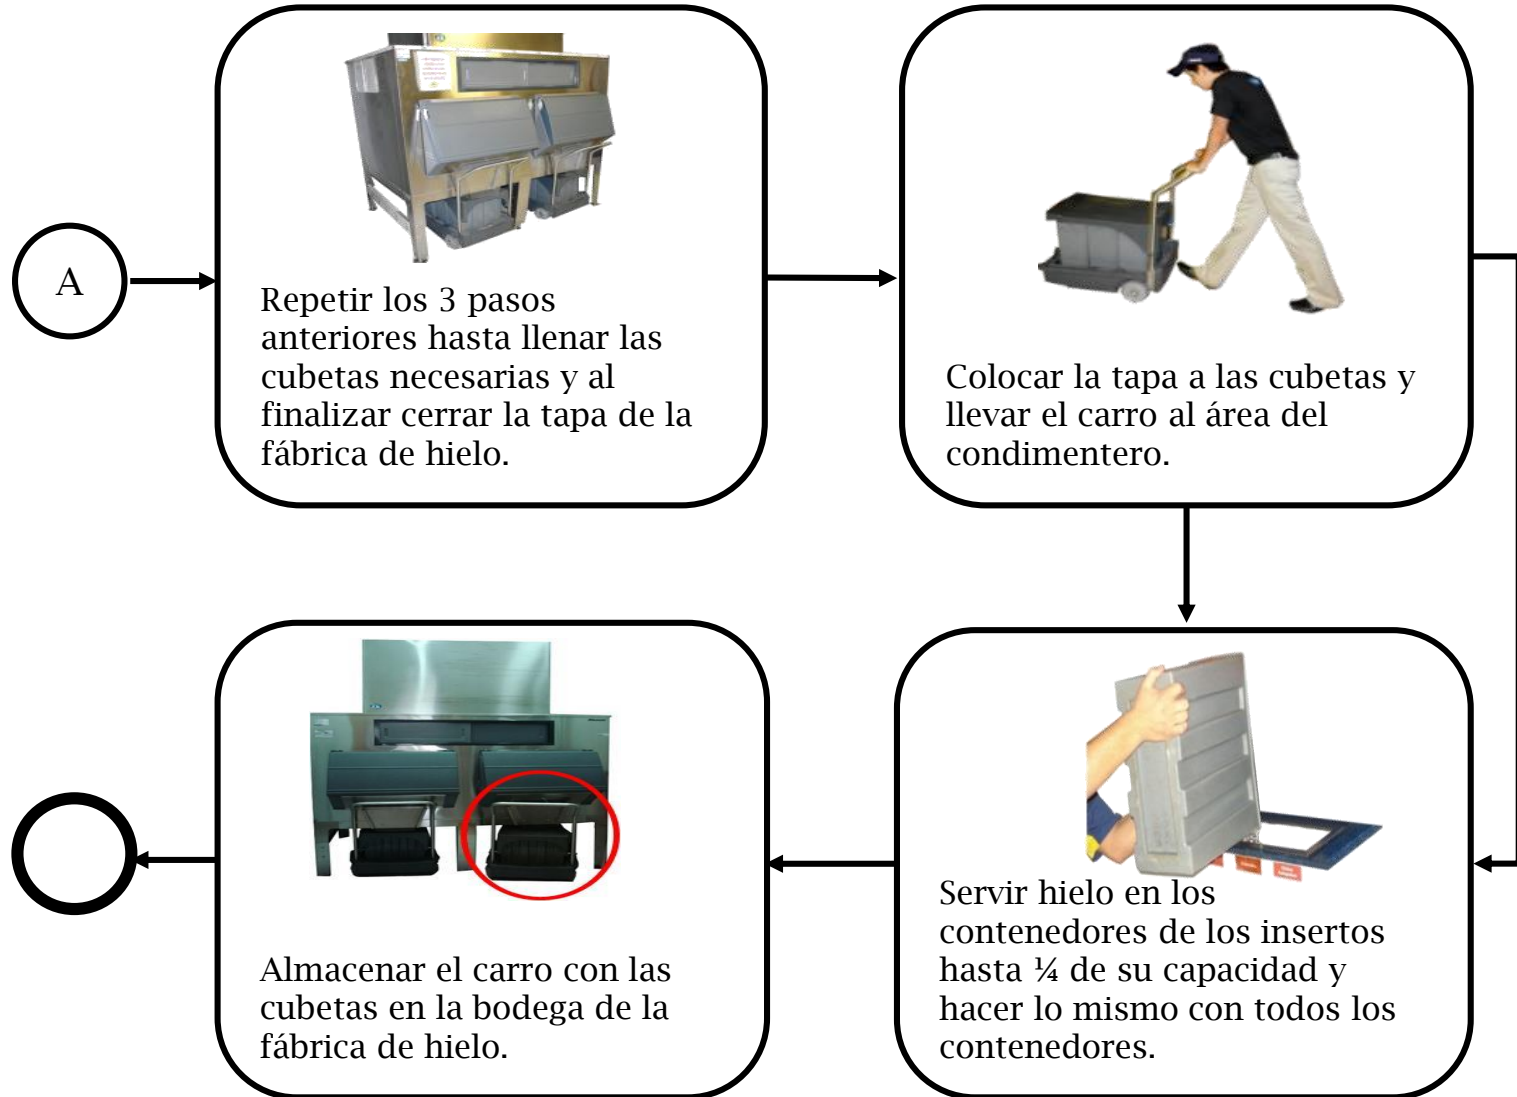 A
Repetir los 3 pasos
anteriores hasta llenar las
cubetas necesarias y al
finalizar cerrar la tapa de la
fábrica de hielo.
Colocar la tapa a las cubetas y
llevar el carro al área del
condimentero.
Servir hielo en los
contenedores de los insertos
hasta ¼ de su capacidad y
hacer lo mismo con todos los
contenedores.
Almacenar el carro con las
cubetas en la bodega de la
fábrica de hielo.